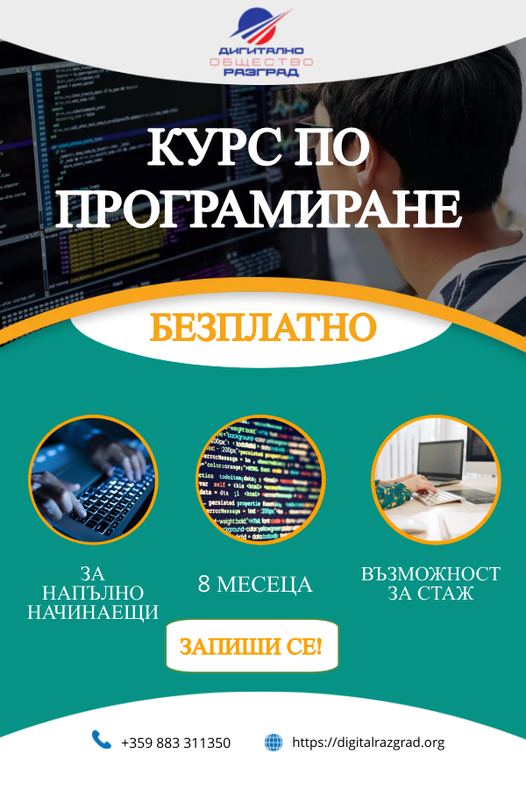 ДИГИТАЛНО
ОБЩЕСТВО
РАЗГРАД
КУРС ПО
ПРОГРАМИРАНЕ
БЕЗПЛАТНО
ЗА
НАПЪЛНО
НАЧИНАЕЩИ
8 МЕСЕЦА
ВЪЗМОЖНОСТ
ЗА СТАЖ
ЗАПИШИ СЕ!
+359 883 311350
https://digitalrazgrad.org